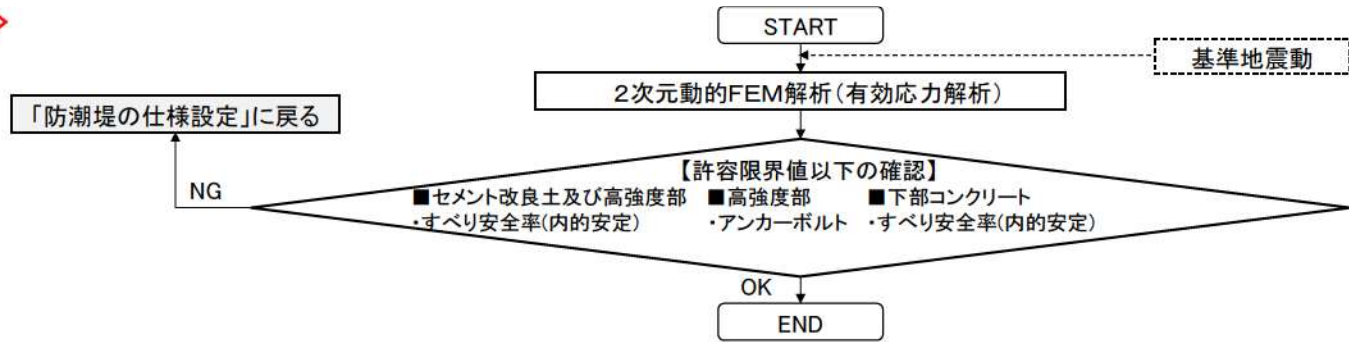 START
基準地震動
2次元動的FEM解析(有効応力解析)
「防潮堤の仕様設定」に戻る
【許容限界値以下の確認】
■セメント改良土及び高強度部 ■高強度部 ■下部コンクリート
・すべり安全率(内的安定) ・アンカーボルト ・すべり安全率(内的安定)
NG
OK
END